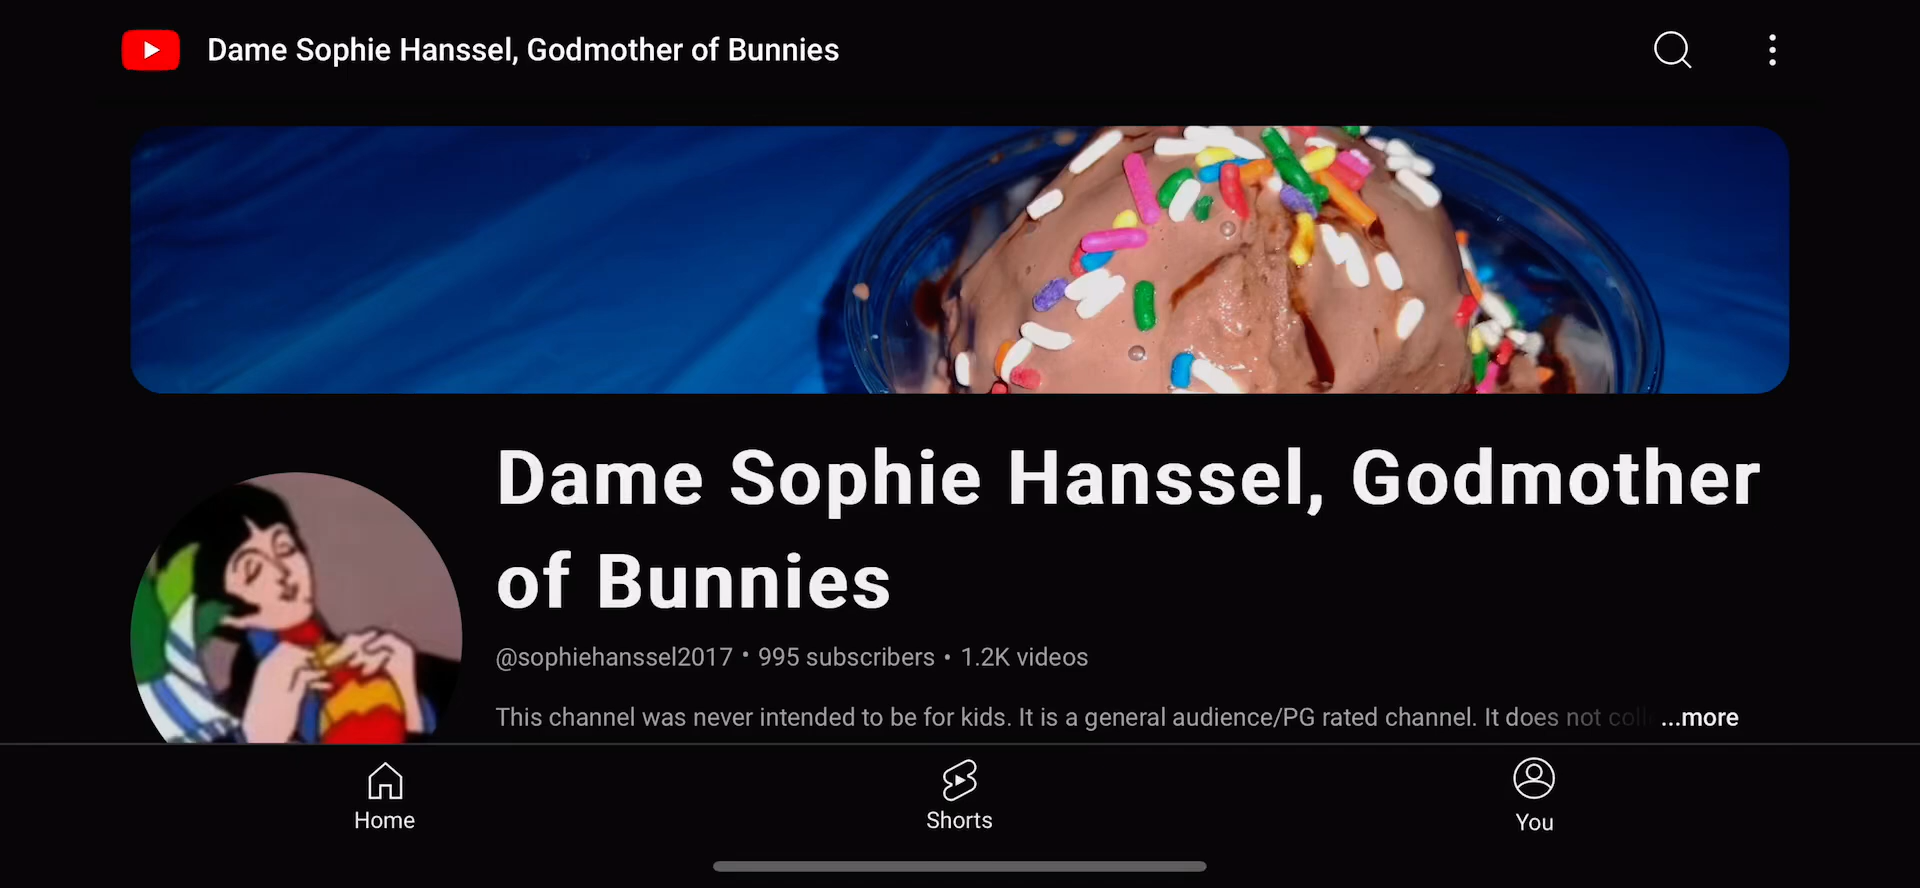 Dame Sophie Hanssel, Godmother of Bunnies
Dame Sophie Hanssel, Godmother
of Bunnies
@sophiehanssel2017 • 995 subscribers • 1.2K videos
This channel was never intended to be for kids. It is a general audience/PG rated channel. It does not ...more
Home
Shorts
You